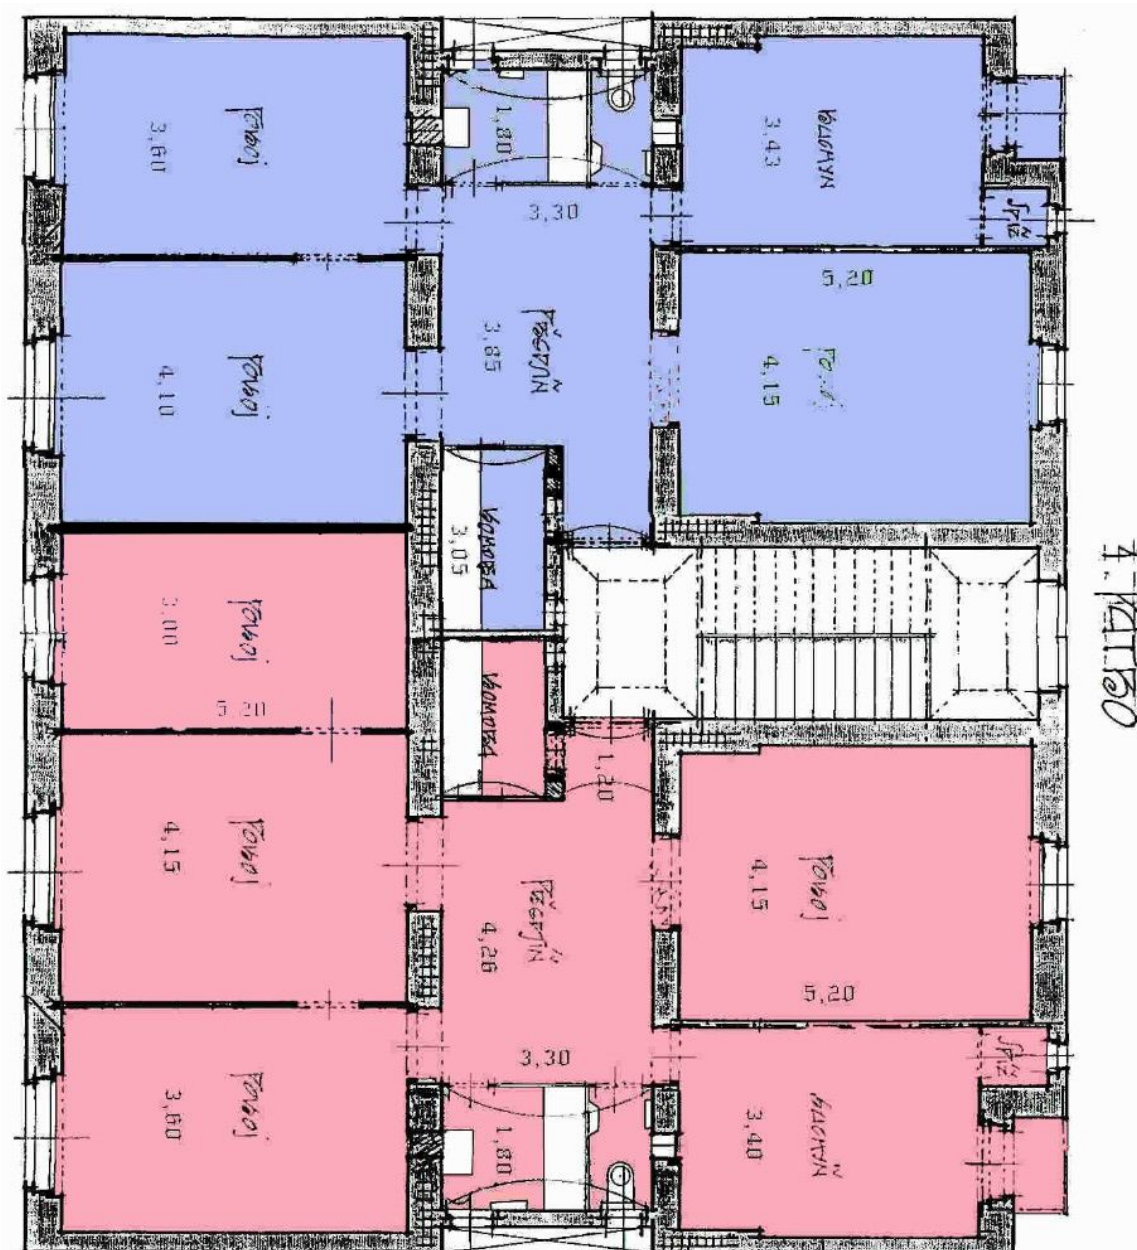 4. PATRO
SPÍŽ
KUCHYŇ
3,43
5,20
POKOJ
4,15
POKOJ
4,15
5,20
SPÍŽ
KUCHYŇ
3,40
1,80
3,30
PŘEDSÍŇ
3,85
KOMORA
3,05
KOMORA
1,20
PŘEDSÍŇ
4,26
3,30
1,80
POKOJ
3,60
POKOJ
4,10
POKOJ
3,00
5,20
POKOJ
4,15
POKOJ
3,60